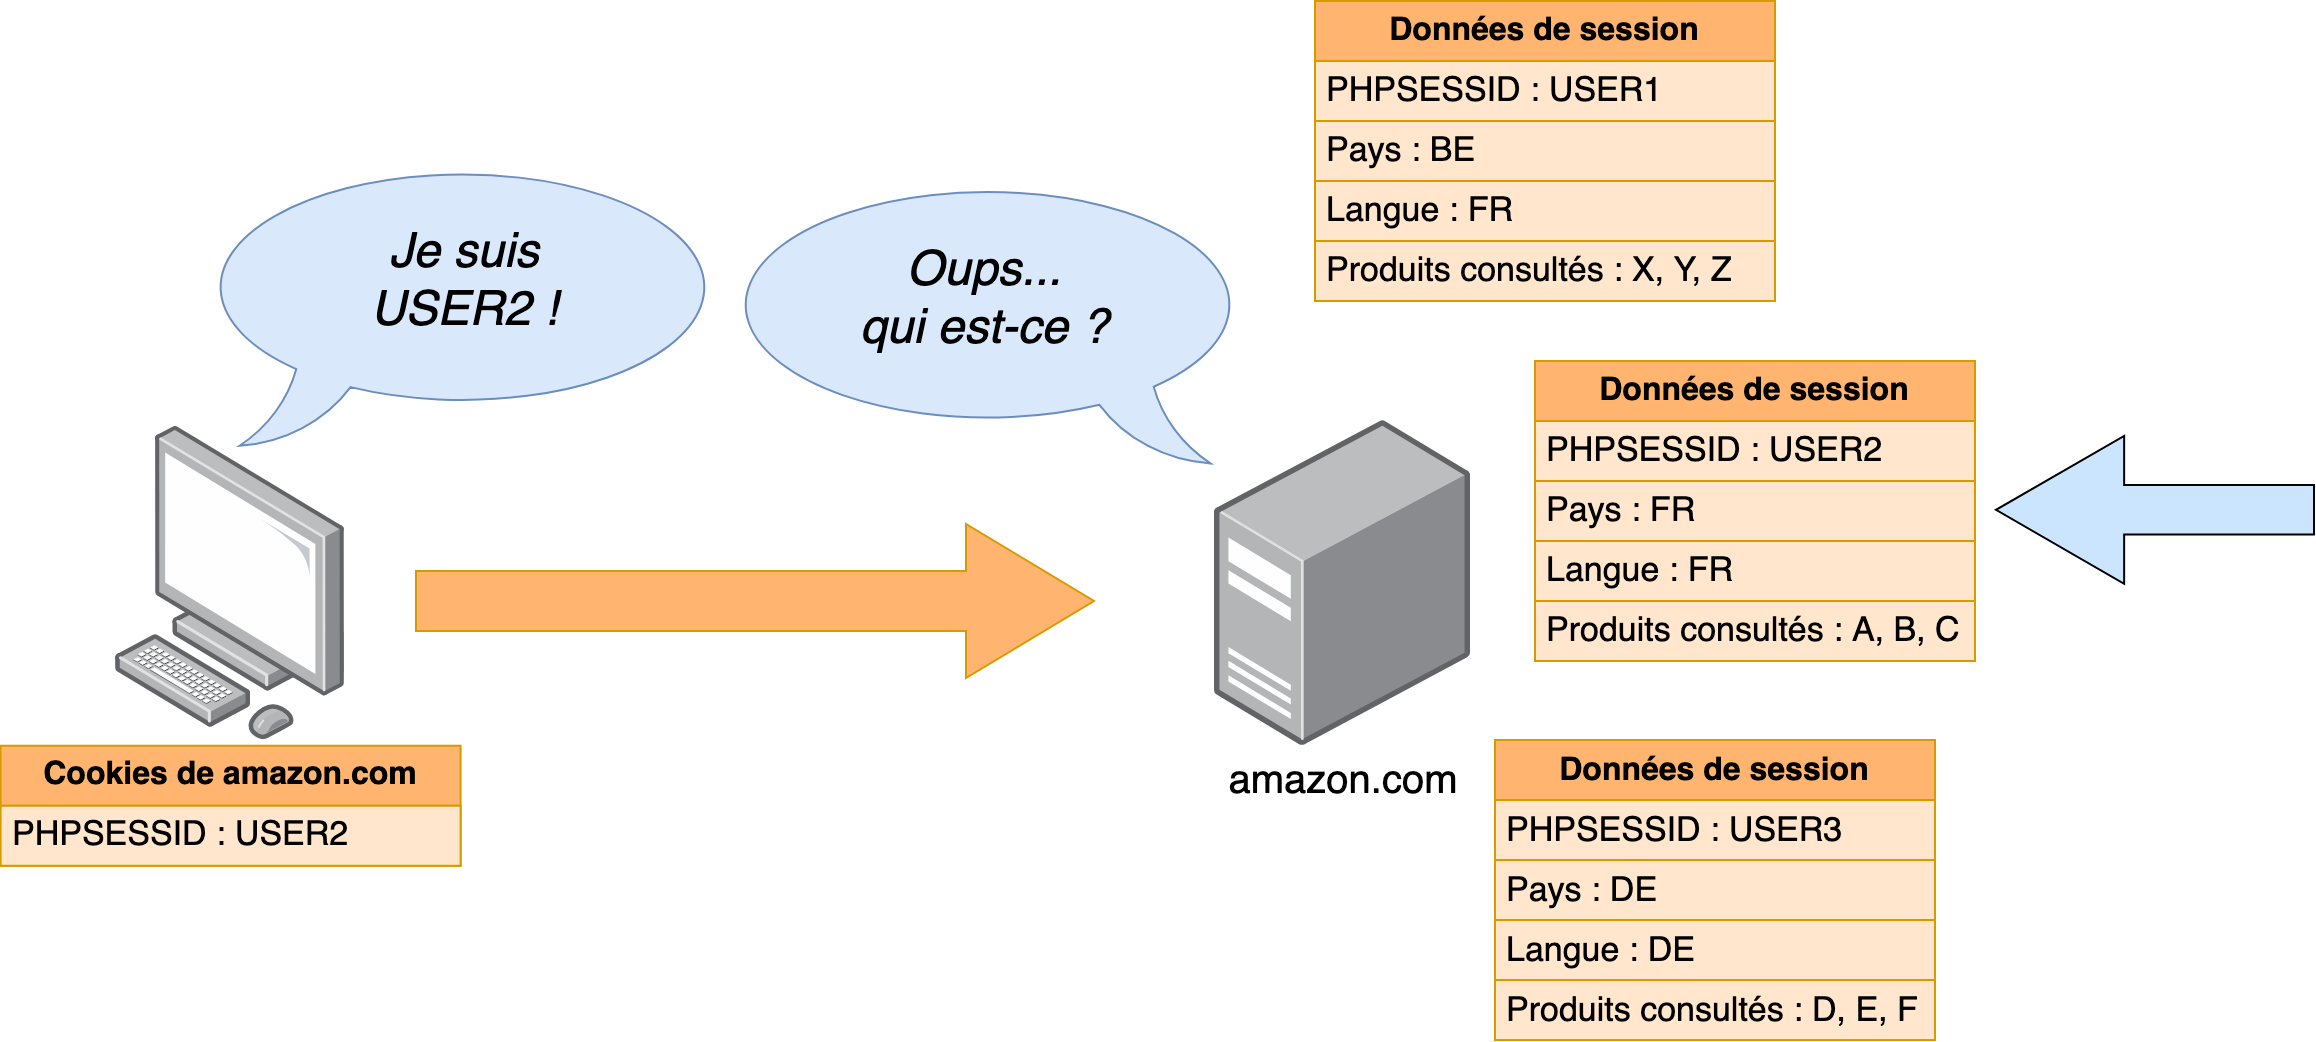 Je suis
USER2 !
Oups...
qui est-ce ?
Cookies de amazon.com
PHPSESSID : USER2
amazon.com
Données de session
PHPSESSID : USER1
Pays : BE
Langue : FR
Produits consultés : X, Y, Z
Données de session
PHPSESSID : USER2
Pays : FR
Langue : FR
Produits consultés : A, B, C
Données de session
PHPSESSID : USER3
Pays : DE
Langue : DE
Produits consultés : D, E, F